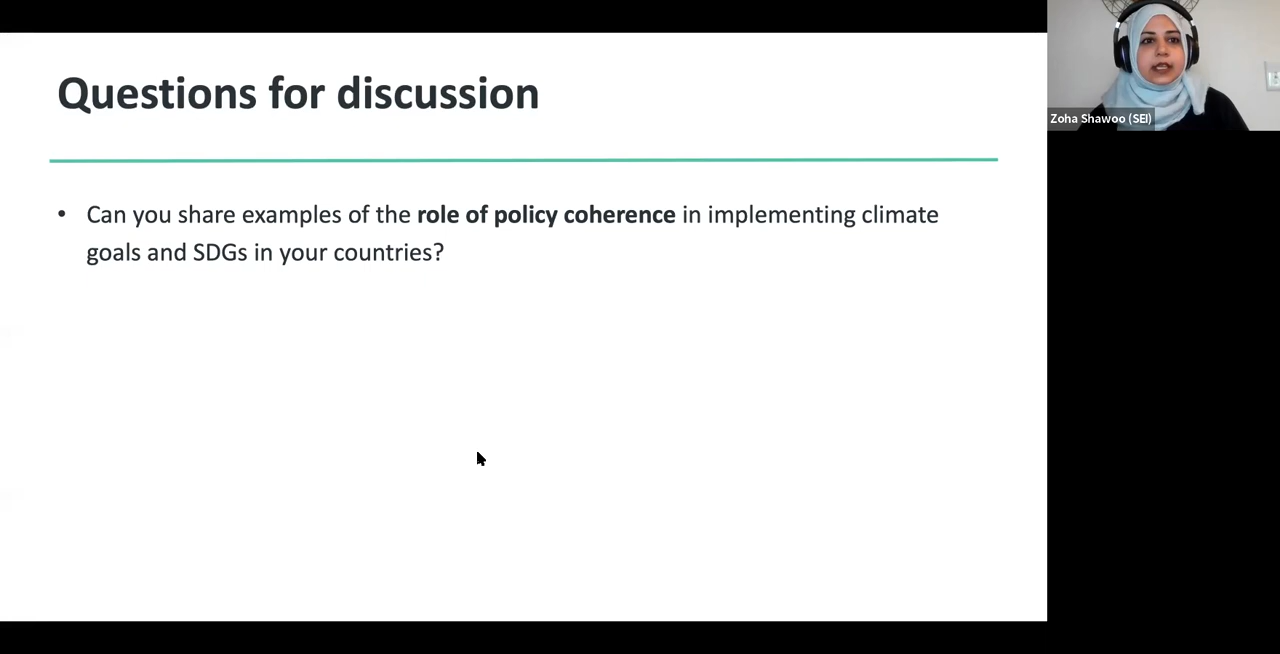 Questions for discussion
• Can you share examples of the role of policy coherence in implementing climate
goals and SDGs in your countries?
Zoha Shawoo (SEI)